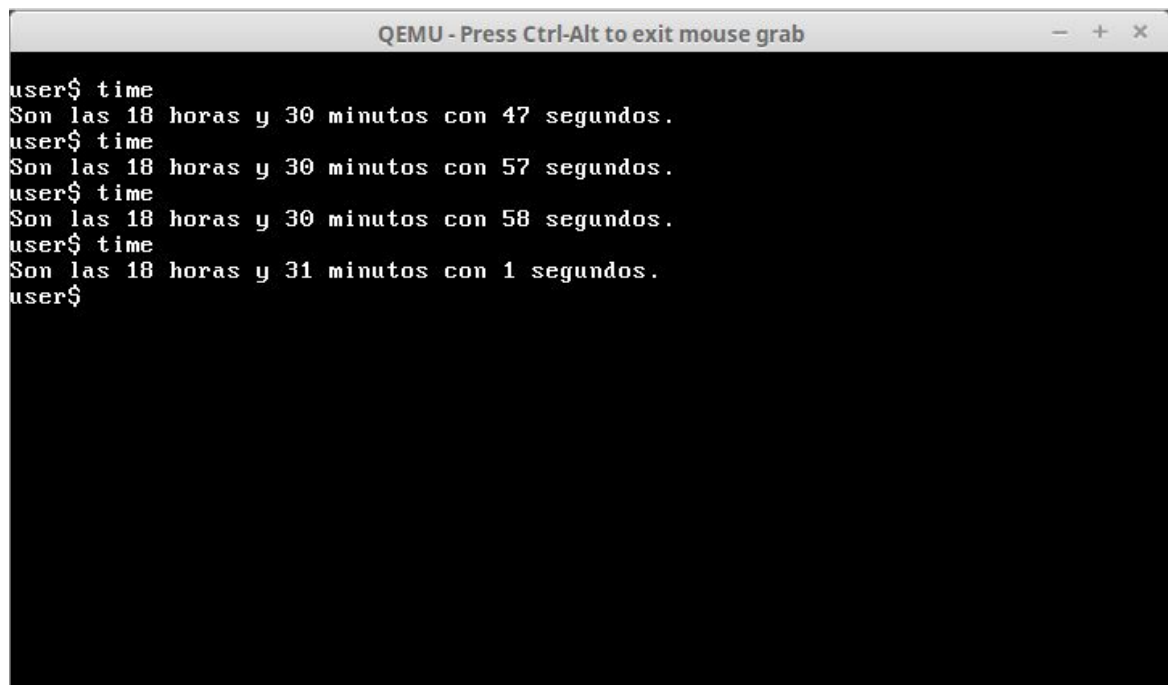 QEMU - Press Ctrl-Alt to exit mouse grab
user$ time
Son las 18 horas y 30 minutos con 47 segundos.
user$ time
Son las 18 horas y 30 minutos con 57 segundos.
user$ time
Son las 18 horas y 30 minutos con 58 segundos.
user$ time
Son las 18 horas y 31 minutos con 1 segundos.
user$